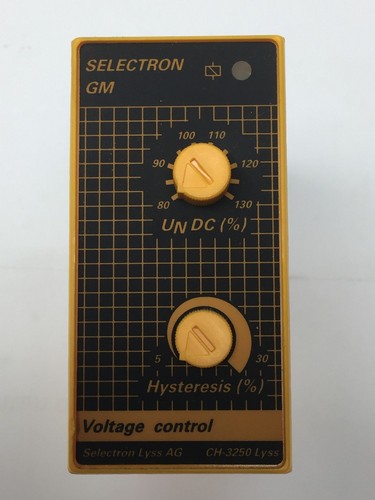 SELECTRON
GM
100 110
90 120
80 130
UN DC (%)
5 30
Hysteresis (%)
Voltage control
Selectron Lyss AG CH-3250 Lyss